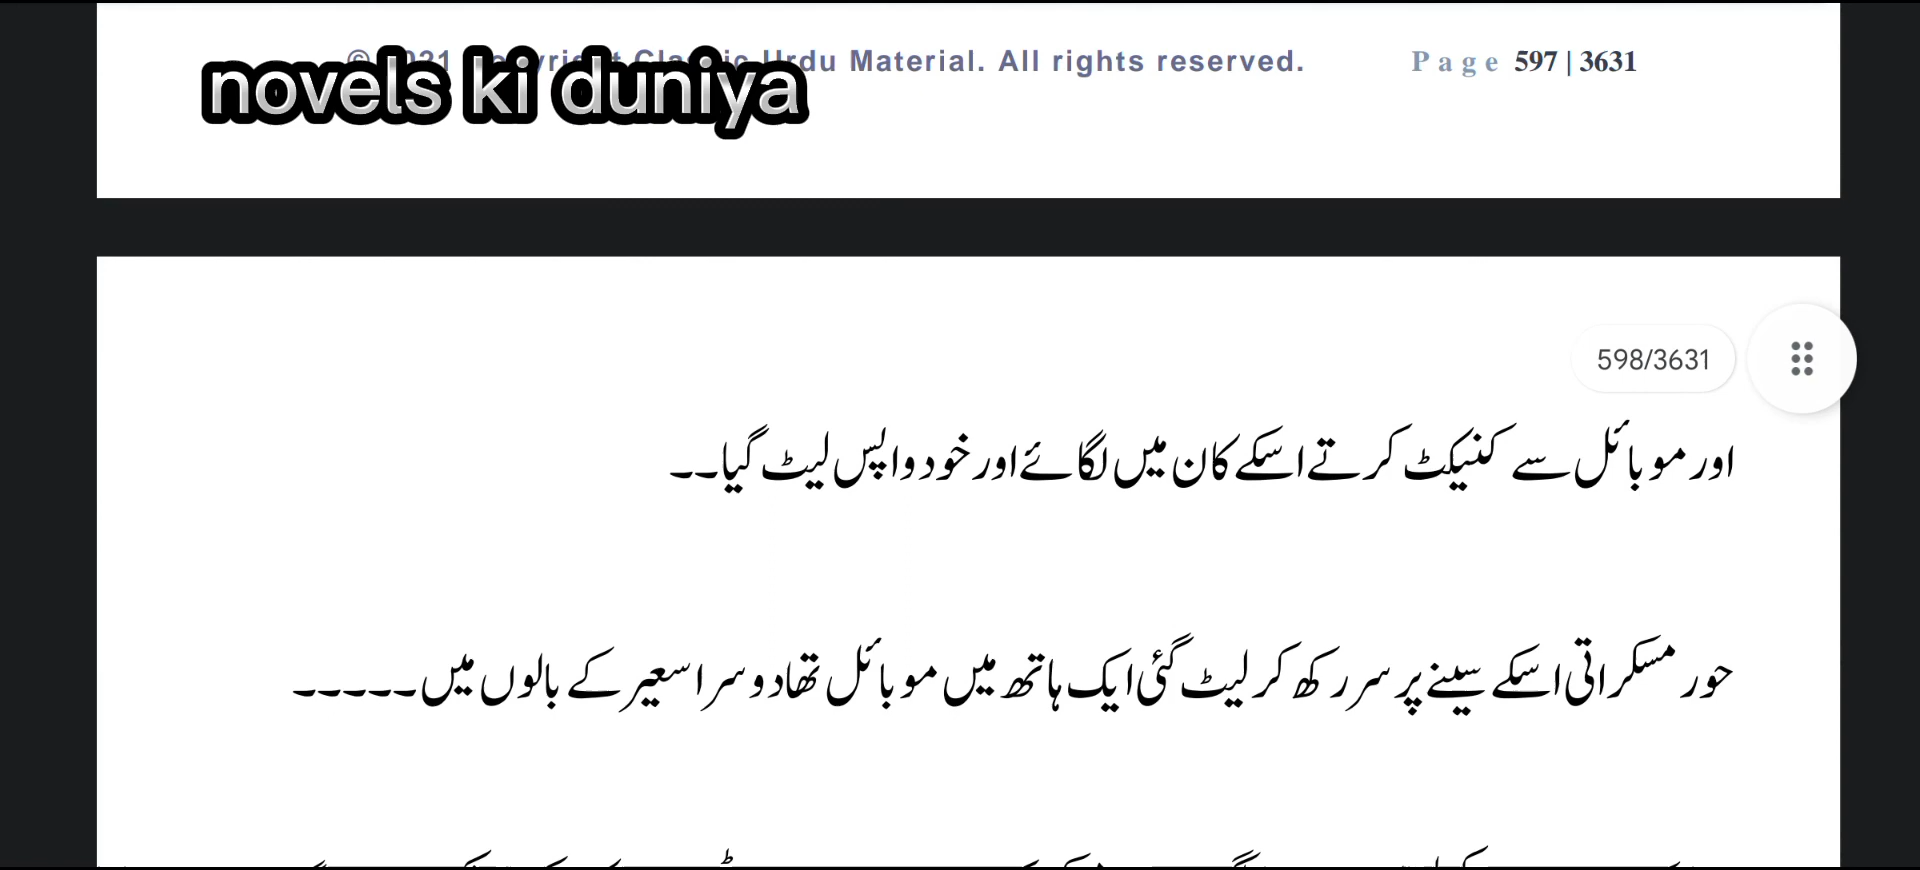 © 2021 Copyright Classic Urdu Material. All rights reserved. Page 597 | 3631
novels ki duniya
598/3631
اور موبائل سے کنیکٹ کرتے اسکے کان میں لگائے اور خود واپس لیٹ گیا۔۔
حور مسکراتی اسکے سینے پر سر رکھ کر لیٹ گئی ایک ہاتھ میں موبائل تھا دوسرا سعیر کے بالوں میں۔۔۔۔۔